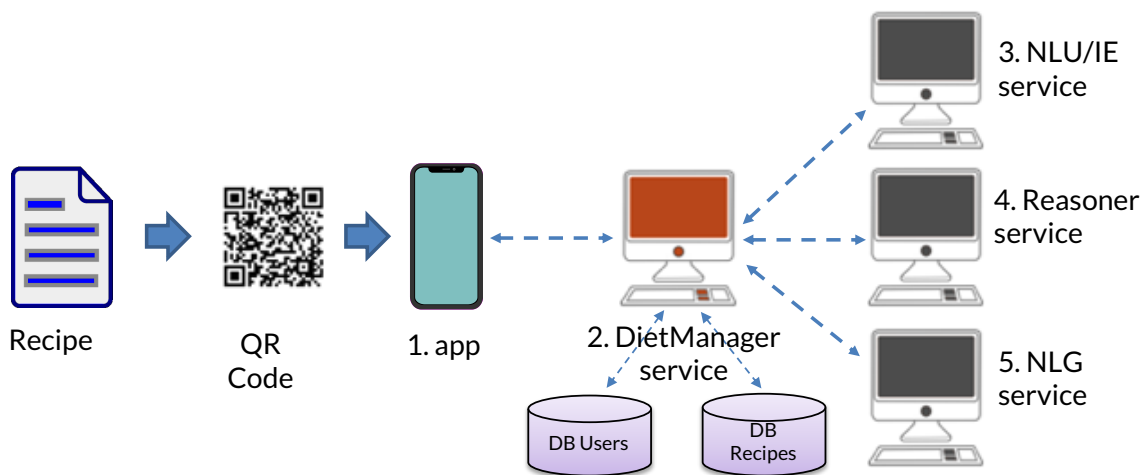 Recipe
QR
Code
1. app
2. DietManager
service
DB Users
DB
Recipes
3. NLU/IE
service
4. Reasoner
service
5. NLG
service